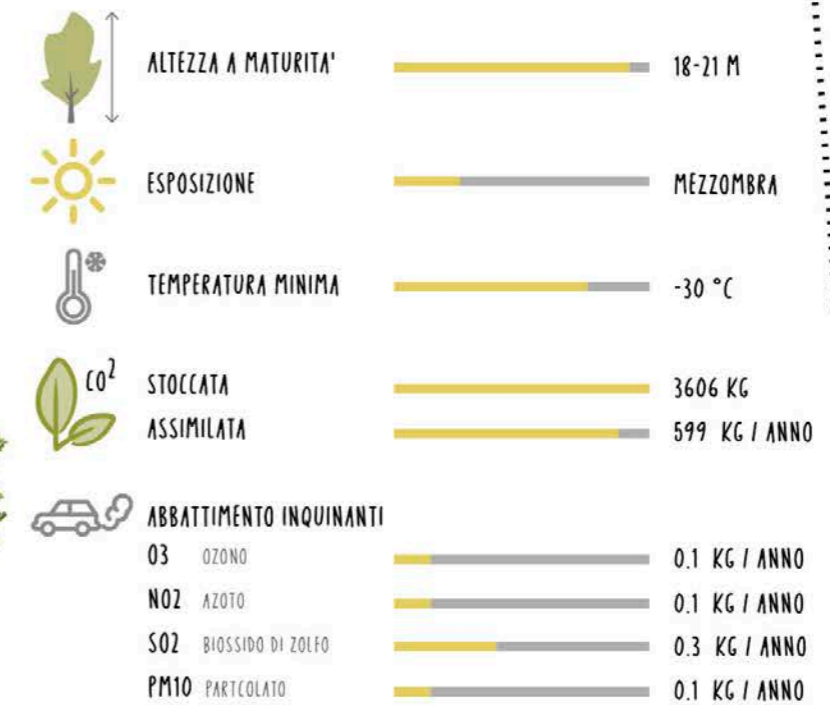 ALTEZZA A MATURITA' 18-21 M
ESPOSIZIONE MEZZOMBRA
TEMPERATURA MINIMA -30 °C
CO2 STOCCATA 3606 KG
ASSIMILATA 599 KG / ANNO
ABBATTIMENTO INQUINANTI
O3 OZONO 0.1 KG / ANNO
NO2 AZOTO 0.1 KG / ANNO
SO2 BIOSSIDO DI ZOLFO 0.3 KG / ANNO
PM10 PARTCOLATO 0.1 KG / ANNO